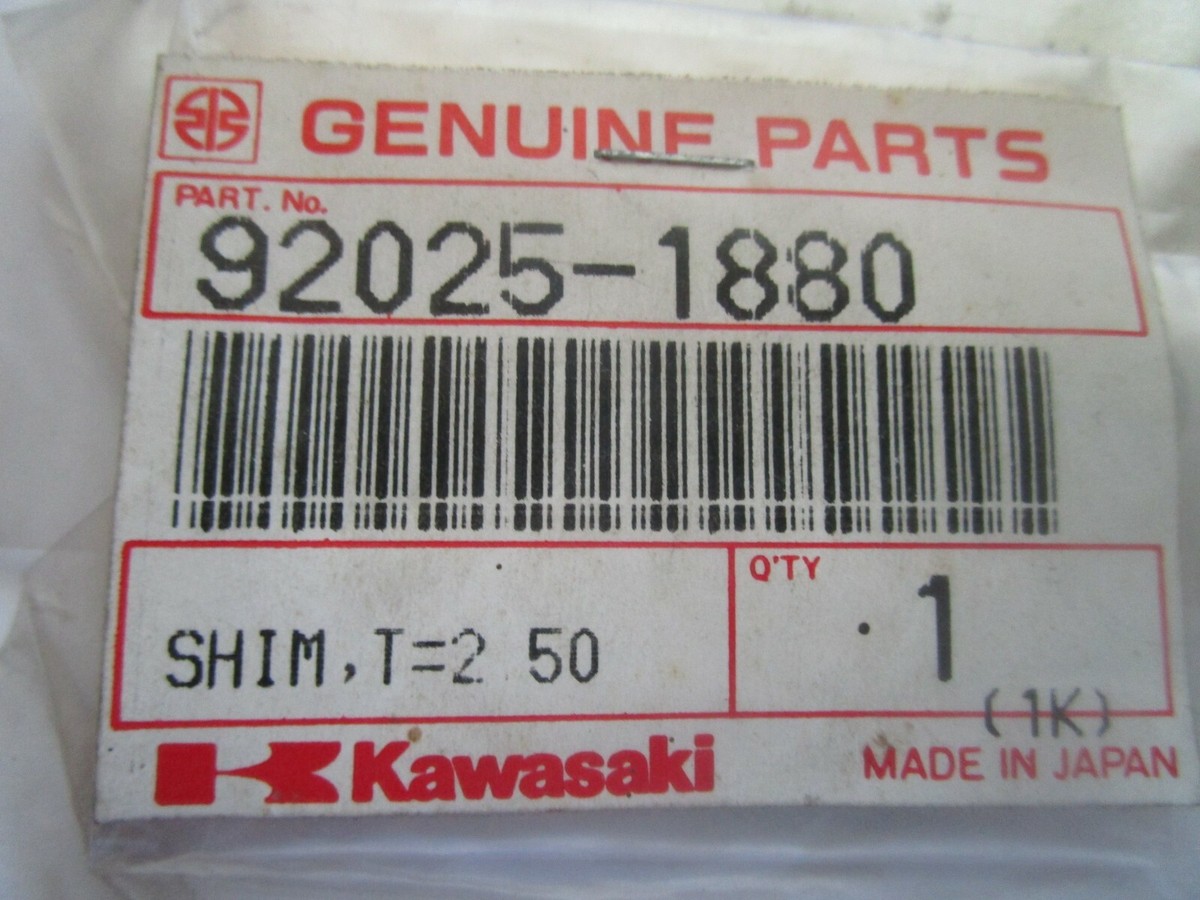 GENUINE PARTS
PART. No.
92025-1880
SHIM,T=2 50
Q'TY
1
(1K)
Kawasaki
MADE IN JAPAN